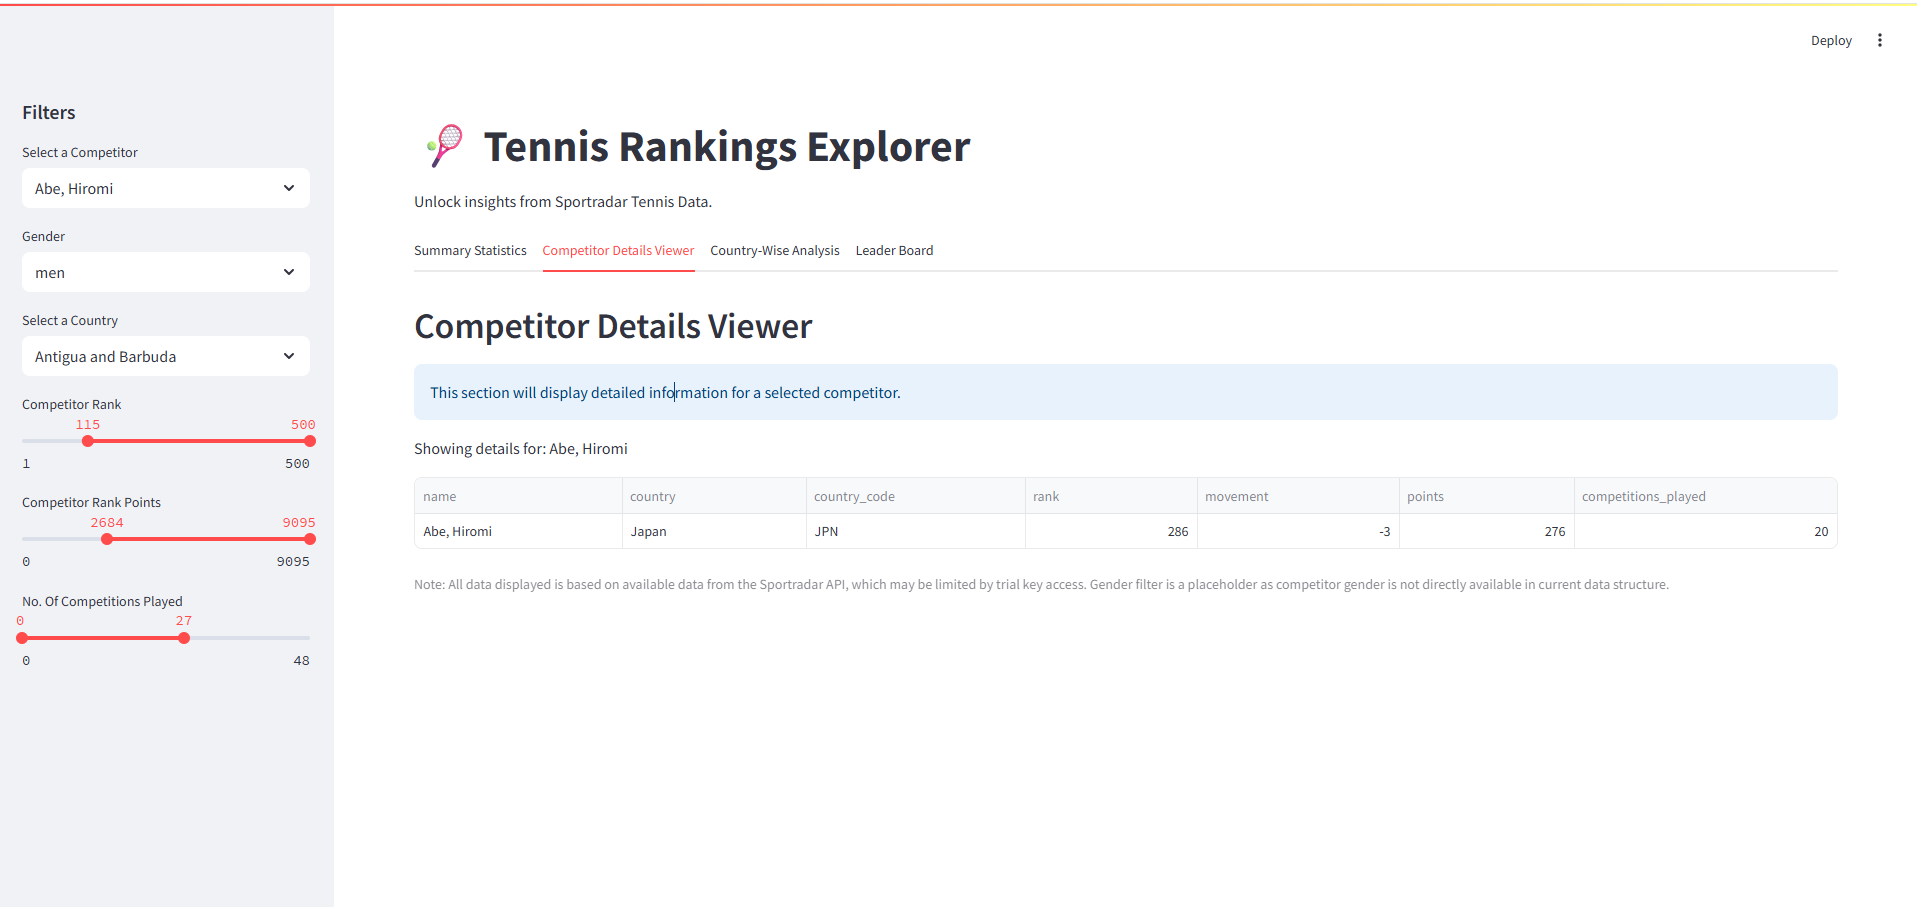 Deploy
Filters
Select a Competitor
Abe, Hiromi
Gender
men
Select a Country
Antigua and Barbuda
Competitor Rank
115 500
1 500
Competitor Rank Points
2684 9095
0 9095
No. Of Competitions Played
0 27
0 48
Tennis Rankings Explorer
Unlock insights from Sportradar Tennis Data.
Summary Statistics Competitor Details Viewer Country-Wise Analysis Leader Board
Competitor Details Viewer
This section will display detailed information for a selected competitor.
Showing details for: Abe, Hiromi
name country country_code rank movement points competitions_played
Abe, Hiromi Japan JPN 286 -3 276 20
Note: All data displayed is based on available data from the Sportradar API, which may be limited by trial key access. Gender filter is a placeholder as competitor gender is not directly available in current data structure.